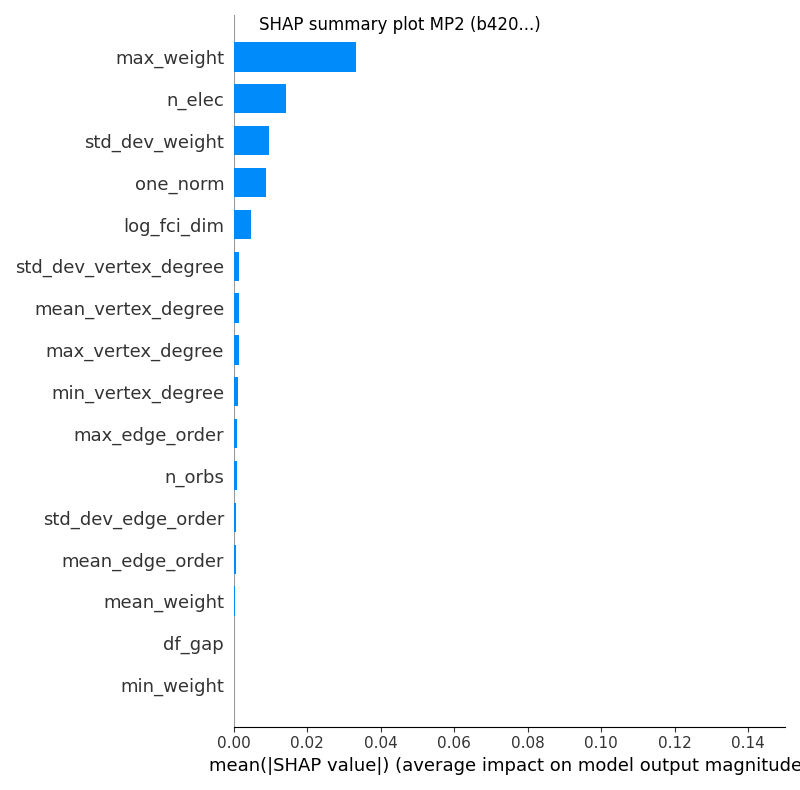 SHAP summary plot MP2 (b420...)
max_weight
n_elec
std_dev_weight
one_norm
log_fci_dim
std_dev_vertex_degree
mean_vertex_degree
max_vertex_degree
min_vertex_degree
max_edge_order
n_orbs
std_dev_edge_order
mean_edge_order
mean_weight
df_gap
min_weight
0.00 0.02 0.04 0.06 0.08 0.10 0.12 0.14
mean(|SHAP value|) (average impact on model output magnitude